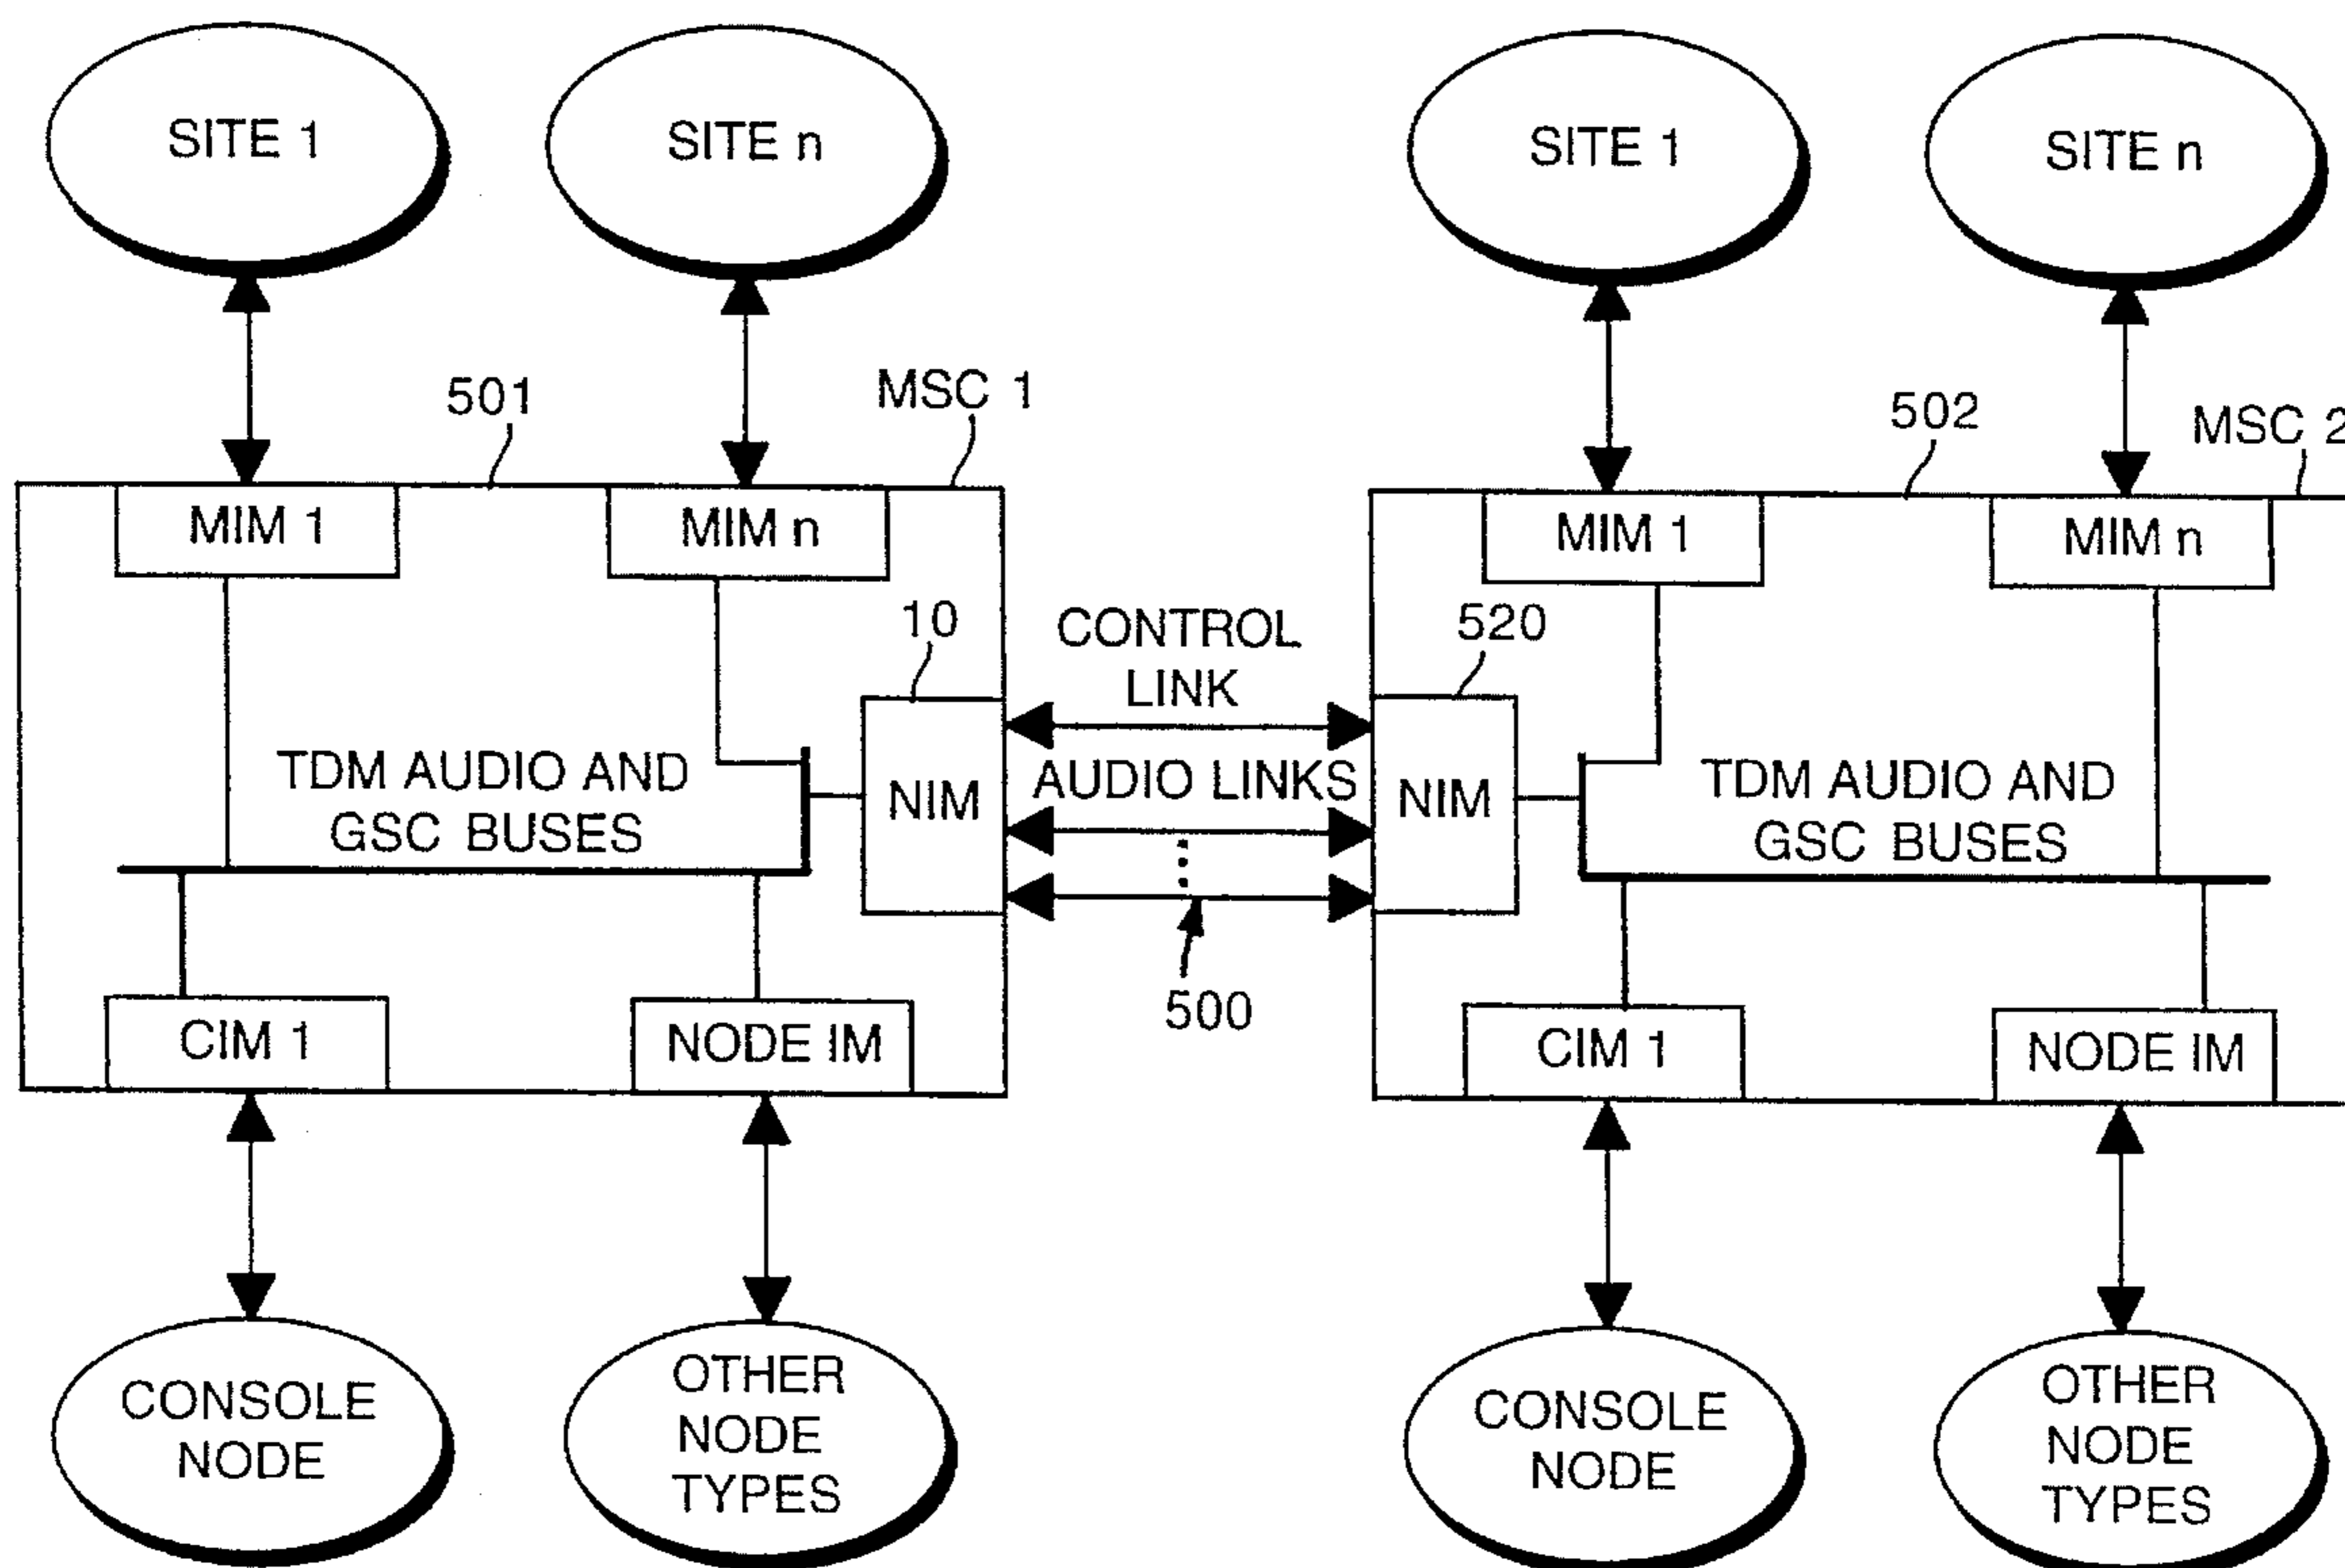 SITE 1
SITE n
SITE 1
SITE n
501
MSC 1
502
MSC 2
MIM 1
MIM n
MIM 1
MIM n
10
CONTROL
LINK
520
TDM AUDIO AND
GSC BUSES
NIM
AUDIO LINKS
NIM
TDM AUDIO AND
GSC BUSES
500
CIM 1
NODE IM
CIM 1
NODE IM
CONSOLE
NODE
OTHER
NODE
TYPES
CONSOLE
NODE
OTHER
NODE
TYPES